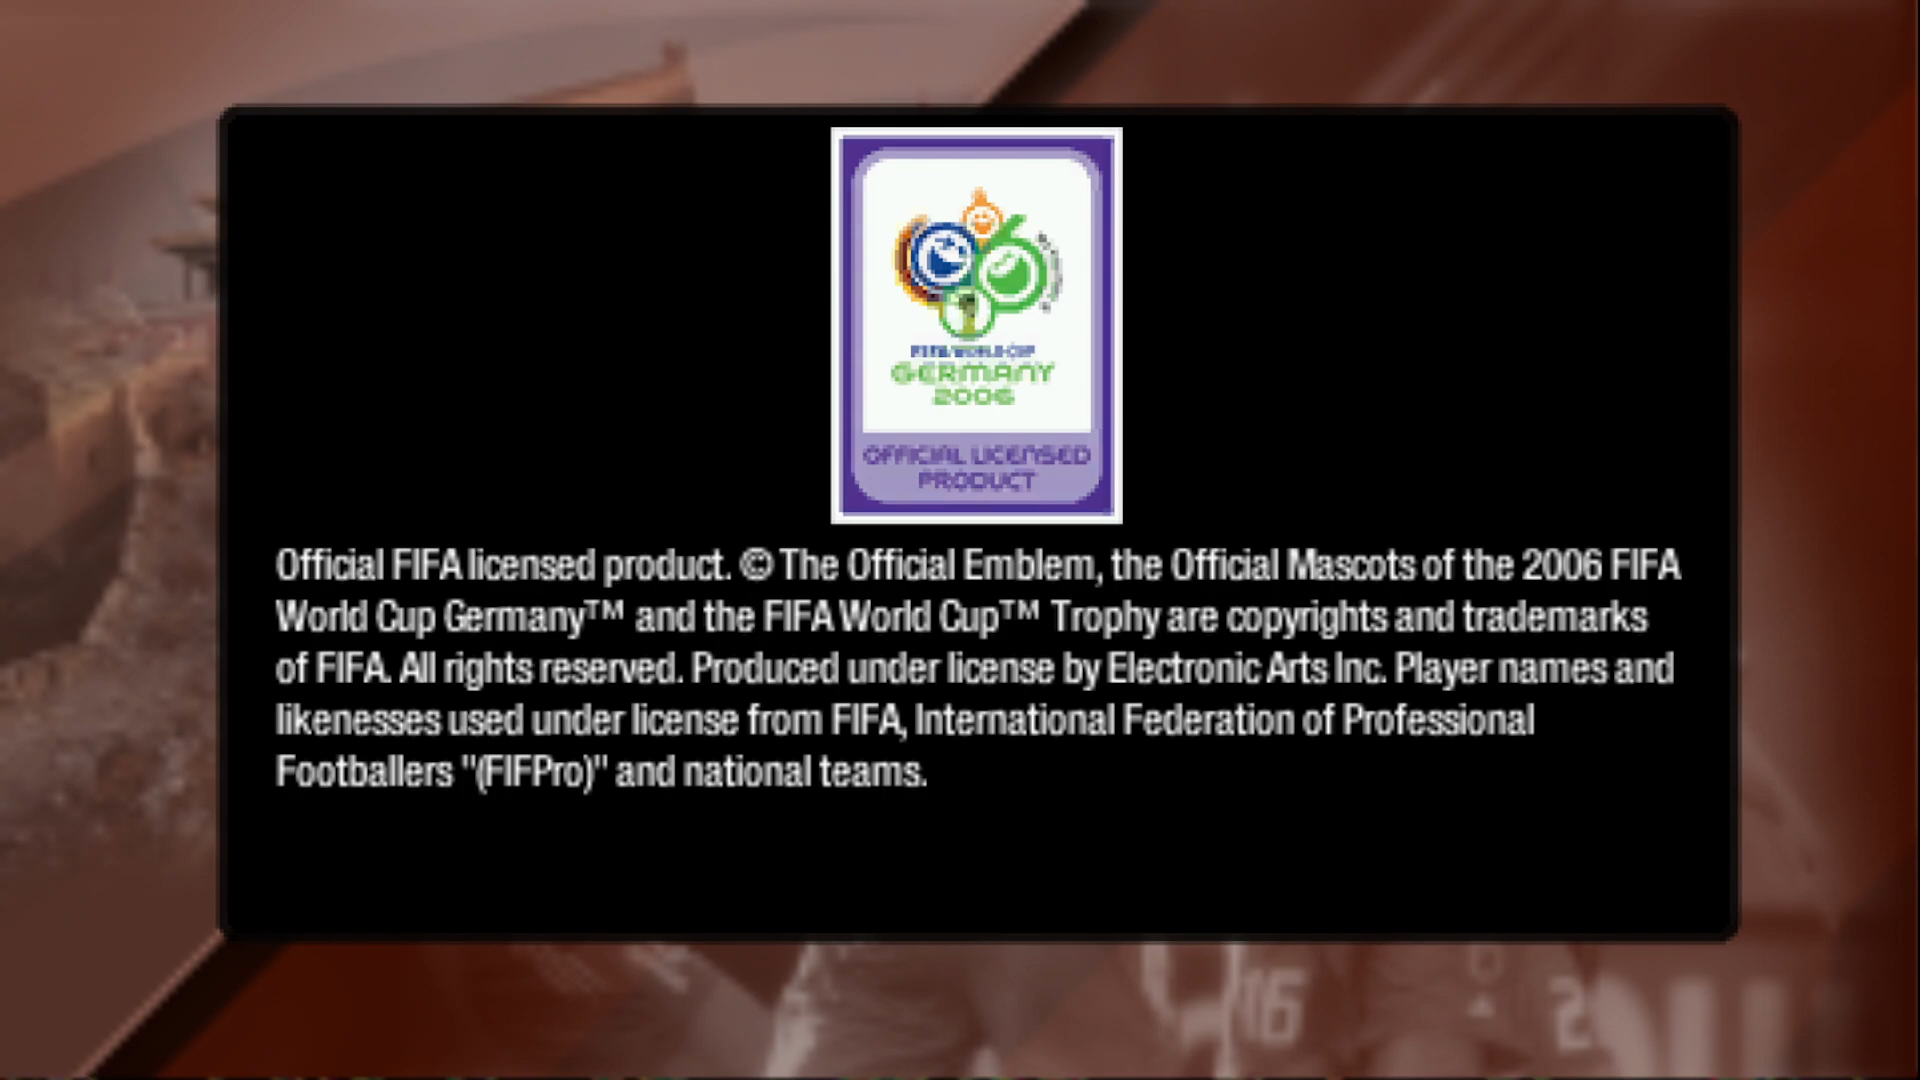 FIFA WORLD CUP
GERMANY
2006
OFFICIAL LICENSED
PRODUCT
Official FIFA licensed product. © The Official Emblem, the Official Mascots of the 2006 FIFA
World Cup Germany™ and the FIFA World Cup™ Trophy are copyrights and trademarks
of FIFA. All rights reserved. Produced under license by Electronic Arts Inc. Player names and
likenesses used under license from FIFA, International Federation of Professional
Footballers "(FIFPro)" and national teams.
16